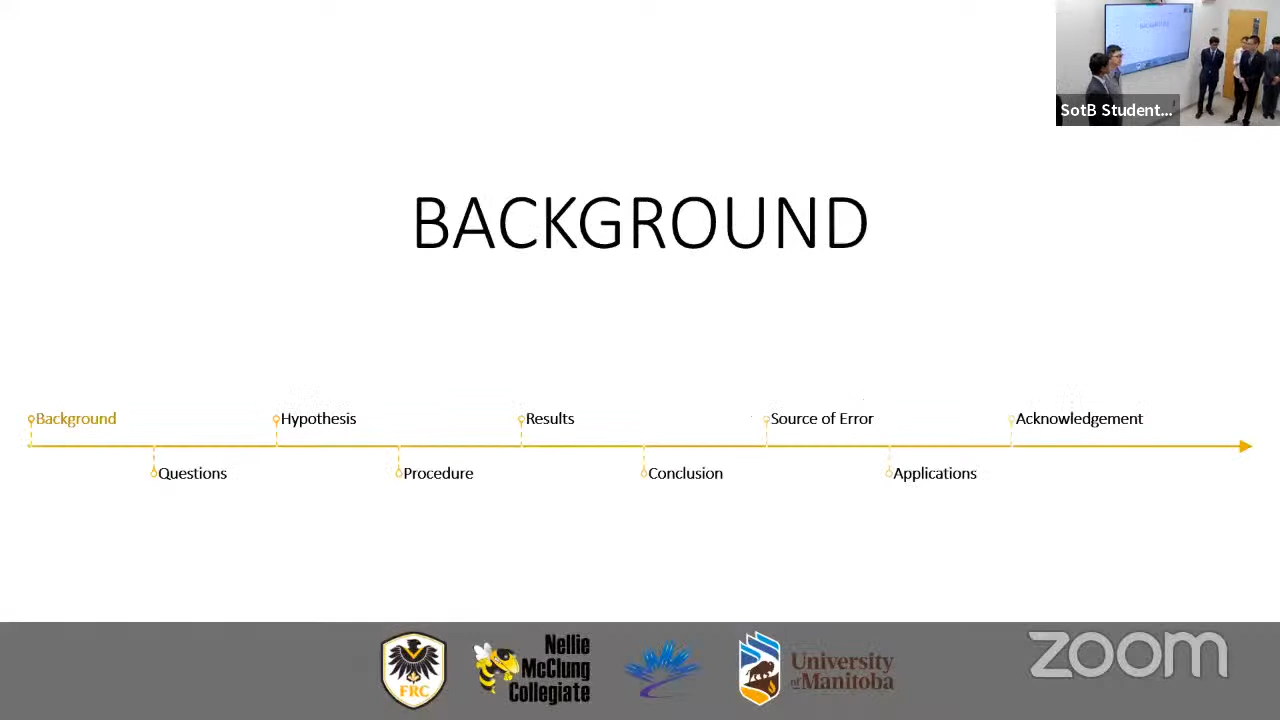 SotB Student...
BACKGROUND
Background
Hypothesis
Results
Source of Error
Acknowledgement
Questions
Procedure
Conclusion
Applications
FRC
Nellie
McClung
Collegiate
University
of Manitoba
zoom